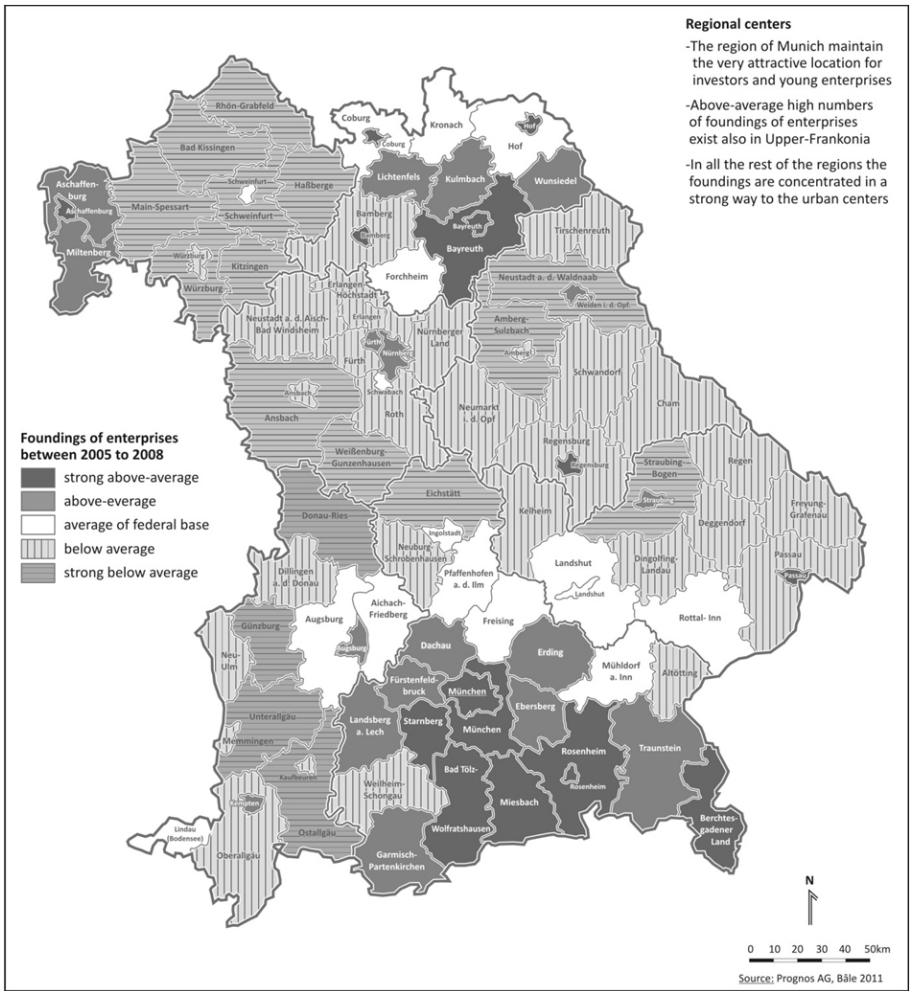 Regional centers
-The region of Munich maintain
the very attractive location for
investors and young enterprises
-Above-average high numbers
of foundings of enterprises
exist also in Upper-Frankonia
-In all the rest of the regions the
foundings are concentrated in a
strong way to the urban centers
Rhön-Grabfeld
Coburg
Coburg
Kronach
Hof
Hof
Bad Kissingen
Lichtenfels
Kulmbach
Wunsiedel
Aschaffen-
burg
Aschaffenburg
Schweinfurt
Haßberge
Main-Spessart
Schweinfurt
Bamberg
Bamberg
Bayreuth
Bayreuth
Tirschenreuth
Miltenberg
Würzburg
Kitzingen
Würzburg
Forchheim
Neustadt a. d. Waldnaab
Weiden i. d. Opf.
Erlangen-
Höchstadt
Neustadt a. d. Aisch-
Bad Windsheim
Erlangen
Nürnberger
Land
Amberg-
Sulzbach
Amberg
Fürth
Nürnberg
Fürth
Schwabach
Schwandorf
Ansbach
Ansbach
Roth
Neumarkt
i. d. Opf
Cham
Regensburg
Regensburg
Weißenburg-
Gunzenhausen
Straubing-
Bogen
Straubing
Regen
Foundings of enterprises
between 2005 to 2008
strong above-average
above-everage
average of federal base
below average
strong below average
Eichstätt
Kelheim
Freyung-
Grafenau
Deggendorf
Donau-Ries
Ingolstadt
Neuburg-
Schrobenhausen
Dingolfing-
Landau
Passau
Passau
Dillingen
a. d. Donau
Pfaffenhofen
a. d. Ilm
Landshut
Landshut
Aichach-
Friedberg
Augsburg
Augsburg
Freising
Rottal- Inn
Günzburg
Neu-
Ulm
Dachau
Erding
Mühldorf
a. Inn
Altötting
Fürstenfeld-
bruck
München
München
Ebersberg
Unterallgäu
Landsberg
a. Lech
Starnberg
Memmingen
Rosenheim
Rosenheim
Traunstein
Kaufbeuren
Weilheim-
Schongau
Bad Tölz-
Wolfratshausen
Miesbach
Berchtes-
gadener
Land
Kempten
Lindau
(Bodensee)
Oberallgäu
Ostallgäu
Garmisch-
Partenkirchen
N
0 10 20 30 40 50km
Source: Prognos AG, Bâle 2011